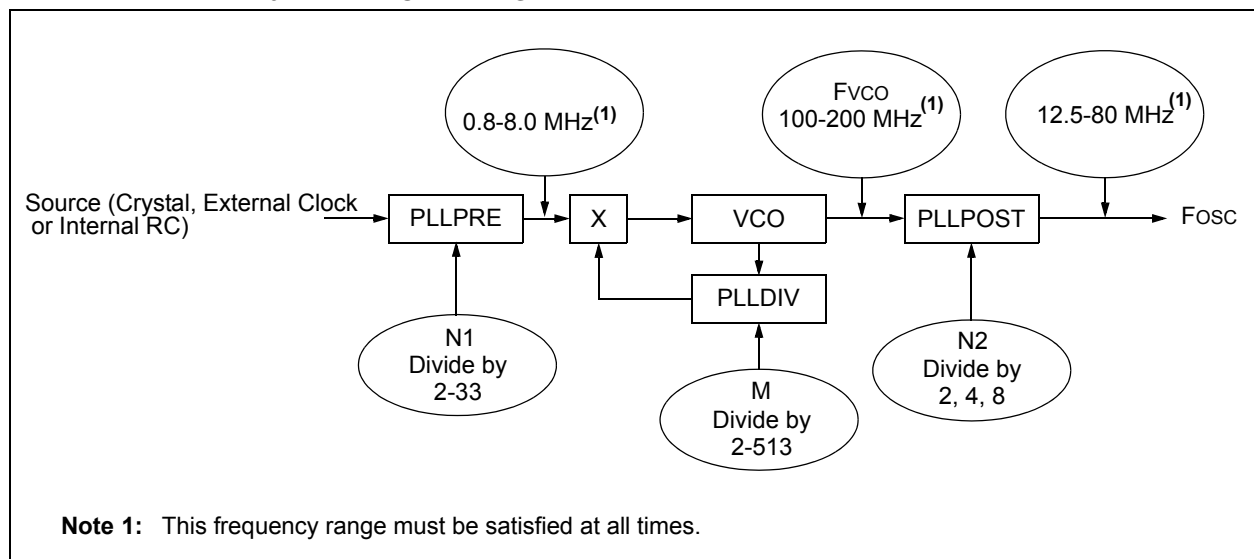 0.8-8.0 MHz(1)
FVCO
100-200 MHz(1)
12.5-80 MHz(1)
Source (Crystal, External Clock
or Internal RC)
PLLPRE
X
VCO
PLLPOST
FOSC
PLLDIV
N1
Divide by
2-33
M
Divide by
2-513
N2
Divide by
2, 4, 8
Note 1: This frequency range must be satisfied at all times.